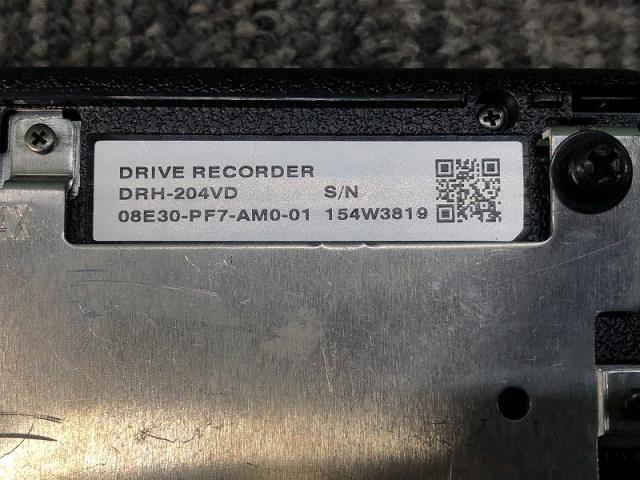 DRIVE RECORDER
DRH-204VD S/N
08E30-PF7-AM0-01 154W3819